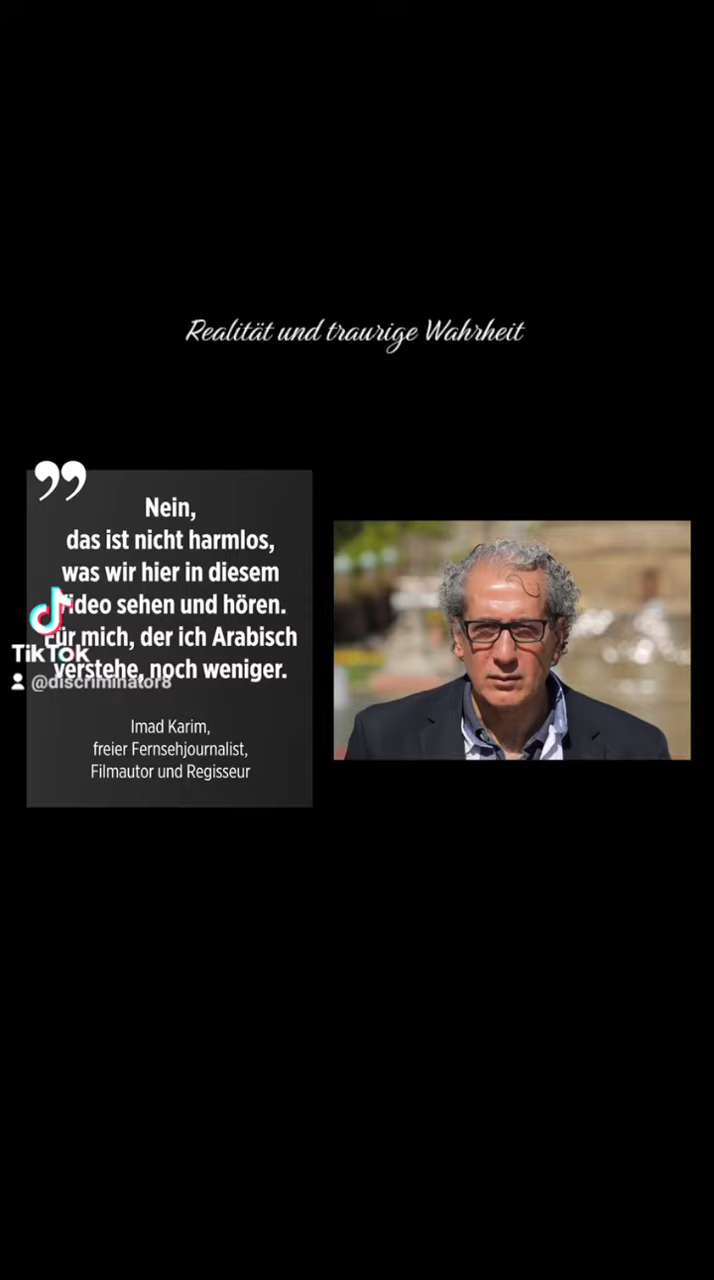 Realität und traurige Wahrheit
”
Nein,
das ist nicht harmlos,
was wir hier in diesem
Video sehen und hören.
Für mich, der ich Arabisch
verstehe, noch weniger.
Imad Karim,
freier Fernsehjournalist,
Filmautor und Regisseur
TikTok
@discriminator8